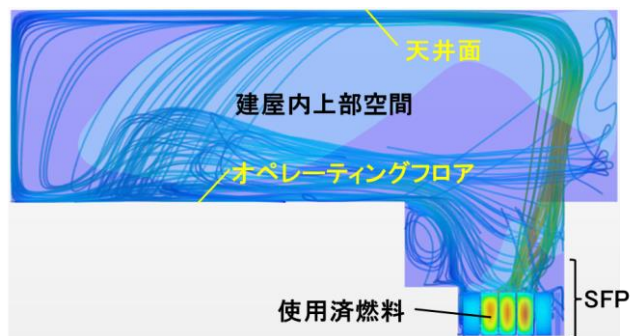 天井面
建屋内上部空間
オペレーティングフロア
使用済燃料
SFP